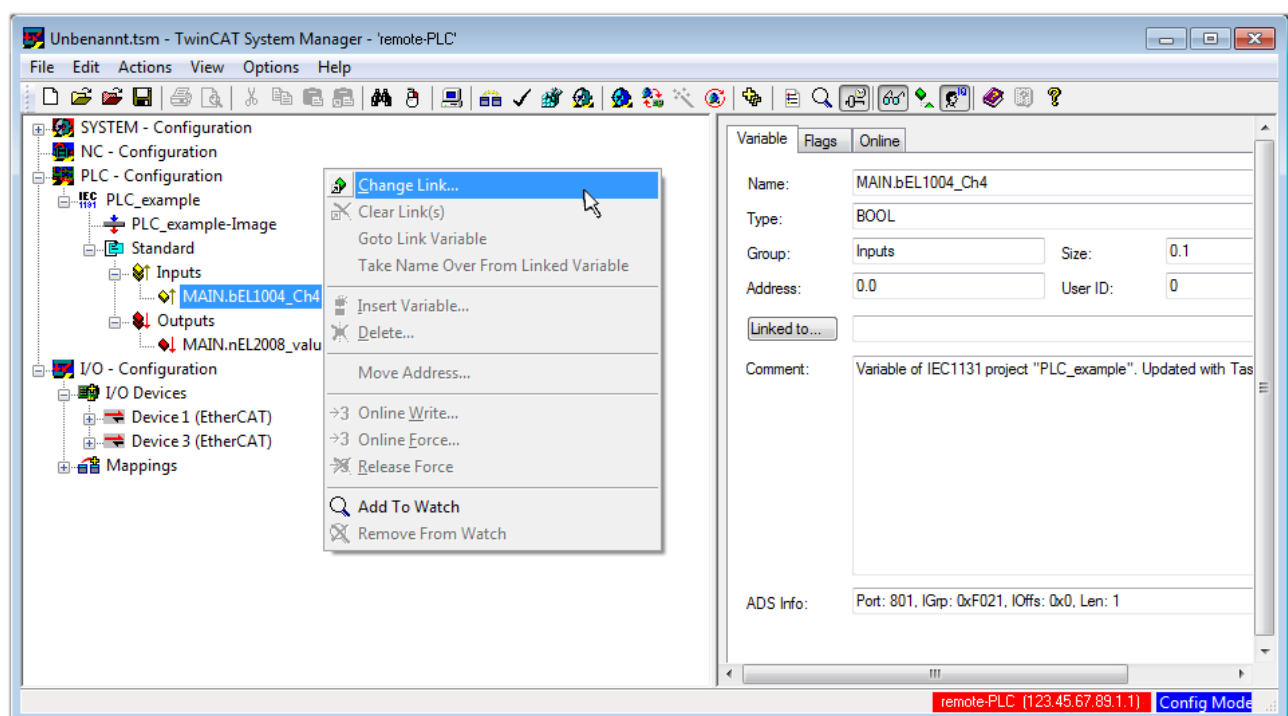 Unbenannt.tsm - TwinCAT System Manager - 'remote-PLC'
File Edit Actions View Options Help
SYSTEM - Configuration
NC - Configuration
PLC - Configuration
IEC
1131
PLC_example
PLC_example-Image
Standard
Inputs
MAIN.bEL1004_Ch4
Outputs
MAIN.nEL2008_valu
I/O - Configuration
I/O Devices
Device 1 (EtherCAT)
Device 3 (EtherCAT)
Mappings
Change Link...
Clear Link(s)
Goto Link Variable
Take Name Over From Linked Variable
Insert Variable...
Delete...
Move Address...
Online Write...
Online Force...
Release Force
Add To Watch
Remove From Watch
Variable Flags Online
Name: MAIN.bEL1004_Ch4
Type: BOOL
Group: Inputs Size: 0.1
Address: 0.0 User ID: 0
Linked to...
Comment: Variable of IEC1131 project "PLC_example". Updated with Tas
ADS Info: Port: 801, IGrp: 0xF021, IOffs: 0x0, Len: 1
remote-PLC (123.45.67.89.1.1) Config Mode